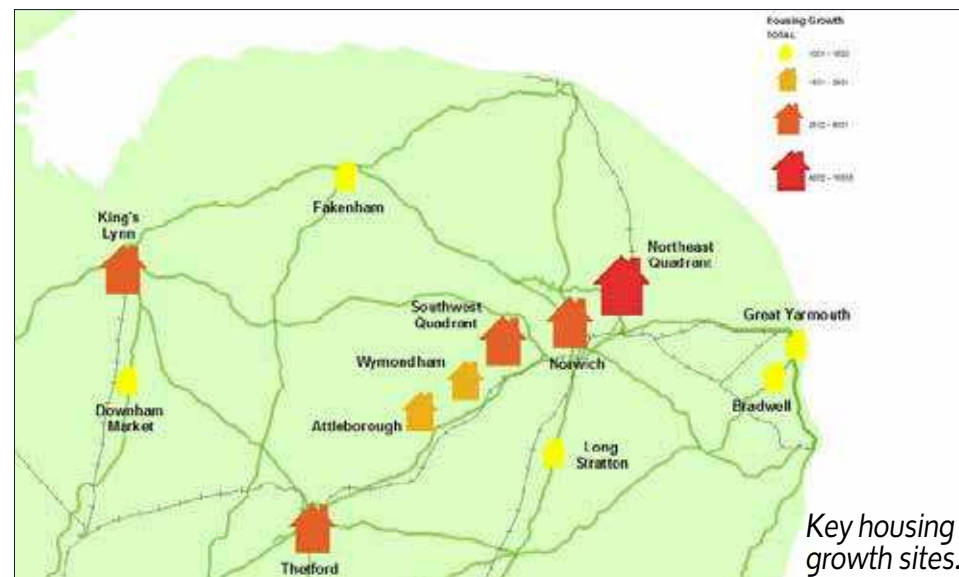 Housing Growth
TOTAL
Fakenham
King's
Lynn
Northeast
Quadrant
Southwest
Quadrant
Great Yarmouth
Wymondham
Norwich
Downham
Market
Attleborough
Bradwell
Long
Stratton
Thetford
Key housing
growth sites.